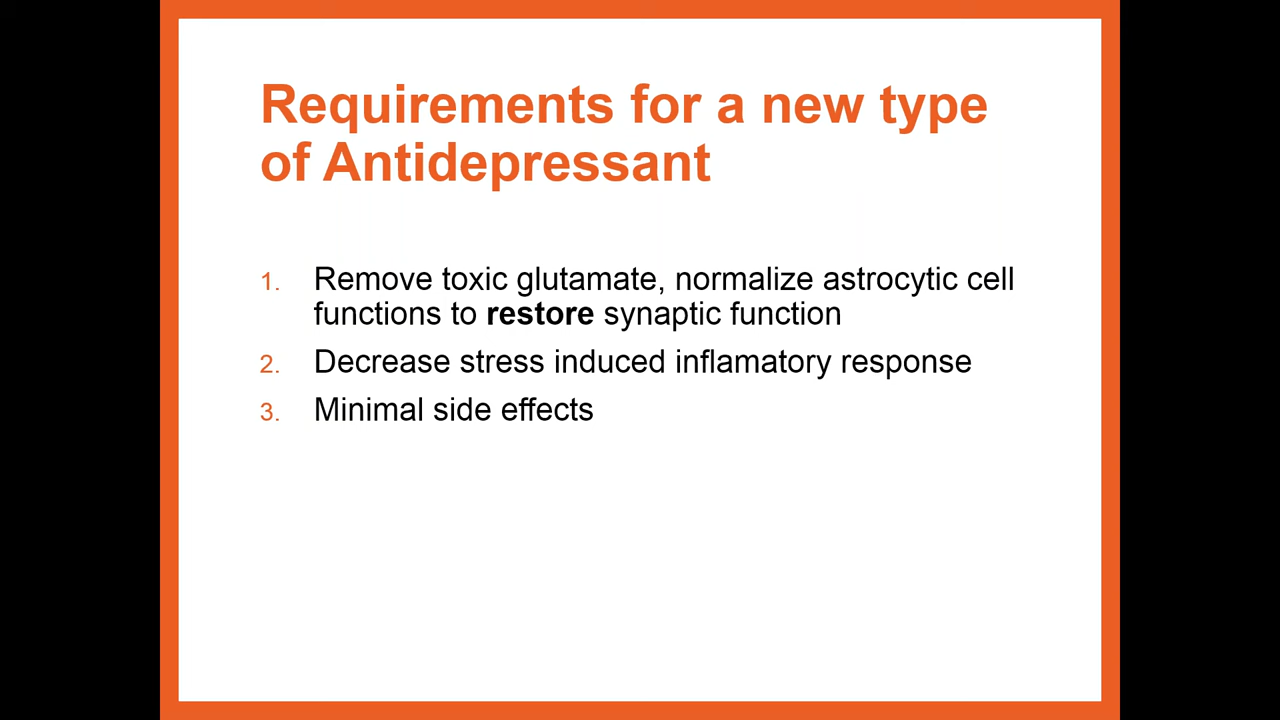 Requirements for a new type
of Antidepressant
1. Remove toxic glutamate, normalize astrocytic cell
functions to restore synaptic function
2. Decrease stress induced inflamatory response
3. Minimal side effects